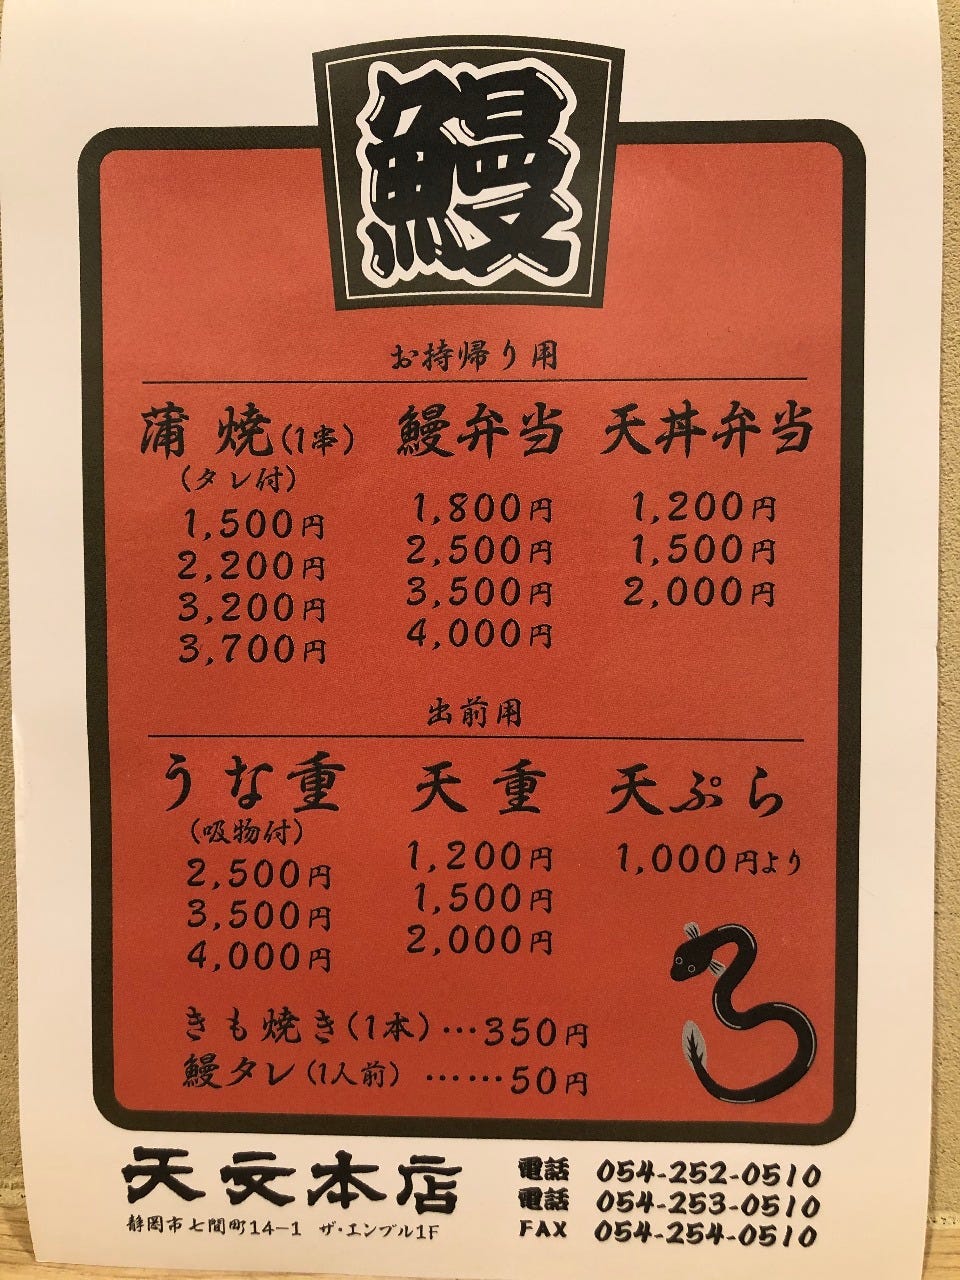 鰻
お持帰り用
蒲焼(1串) 鰻弁当 天丼弁当
(タレ付)
1,500円 1,800円 1,200円
2,200円 2,500円 1,500円
3,200円 3,500円 2,000円
3,700円 4,000円
出前用
うな重 天重 天ぷら
(吸物付)
2,500円 1,200円 1,000円より
3,500円 1,500円
4,000円 2,000円
きも焼き(1本)…350円
鰻タレ(1人前)……50円
天文本店
静岡市七間町14-1 ザ・エンブル1F
電話 054-252-0510
電話 054-253-0510
FAX 054-254-0510